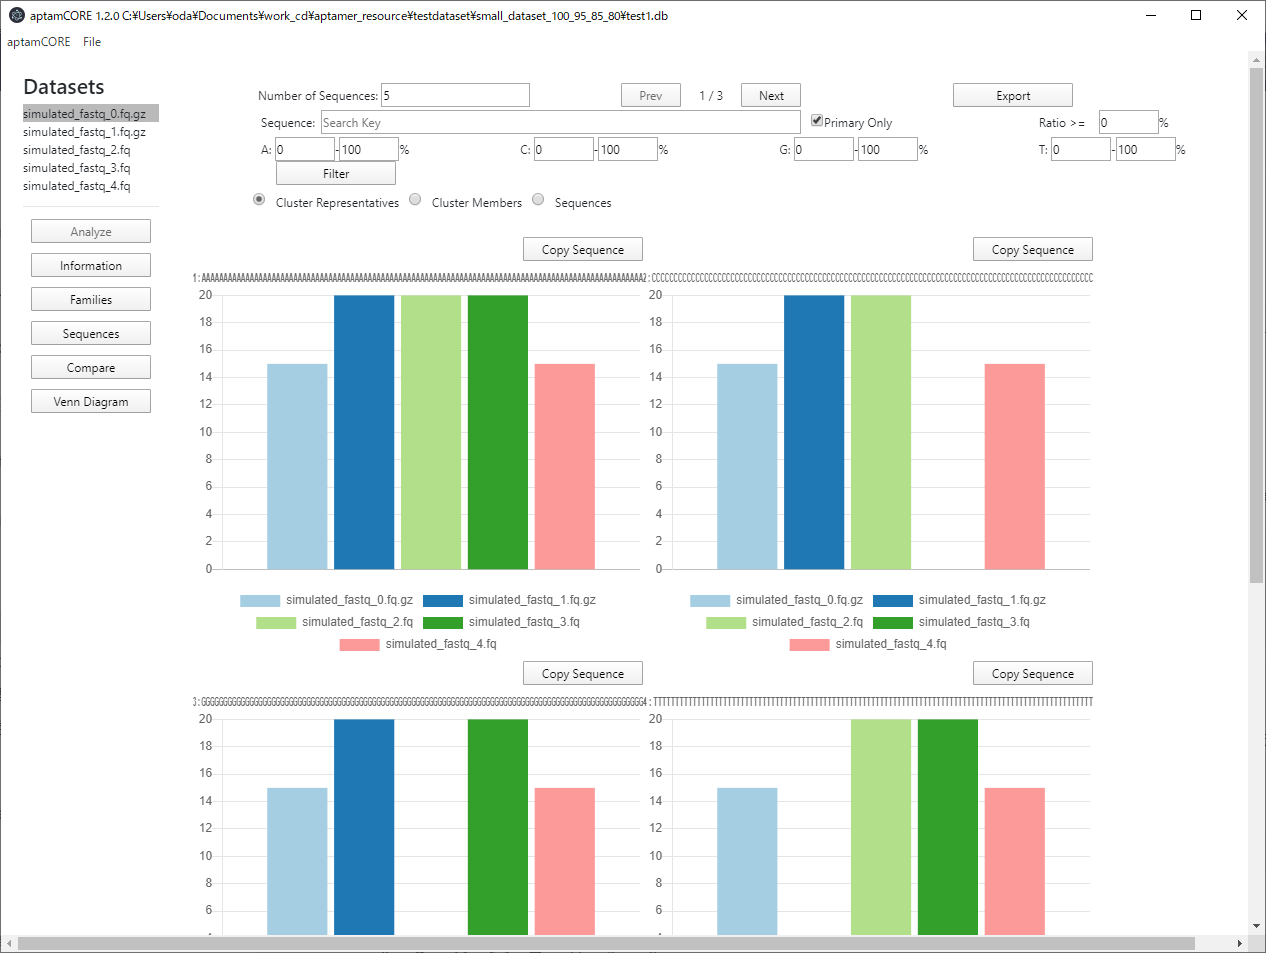 aptamCORE 1.2.0 C:¥Users¥oda¥Documents¥work_cd¥aptamer_resource¥testdataset¥small_dataset_100_95_85_80¥test1.db
aptamCORE File
Datasets
simulated_fastq_0.fq.gz
simulated_fastq_1.fq.gz
simulated_fastq_2.fq
simulated_fastq_3.fq
simulated_fastq_4.fq
Analyze
Information
Families
Sequences
Compare
Venn Diagram
Number of Sequences: 5 Prev 1 / 3 Next Export
Sequence: Search Key Primary Only Ratio >= 0 %
A: 0 - 100 % C: 0 - 100 % G: 0 - 100 % T: 0 - 100 %
Filter
Cluster Representatives Cluster Members Sequences
Copy Sequence
20
18
16
14
12
10
8
6
4
2
0
simulated_fastq_0.fq.gz simulated_fastq_1.fq.gz
simulated_fastq_2.fq simulated_fastq_3.fq
simulated_fastq_4.fq
Copy Sequence
20
18
16
14
12
10
8
6
4
2
0
simulated_fastq_0.fq.gz simulated_fastq_1.fq.gz
simulated_fastq_2.fq simulated_fastq_3.fq
simulated_fastq_4.fq
Copy Sequence
20
18
16
14
12
10
8
6
Copy Sequence
20
18
16
14
12
10
8
6